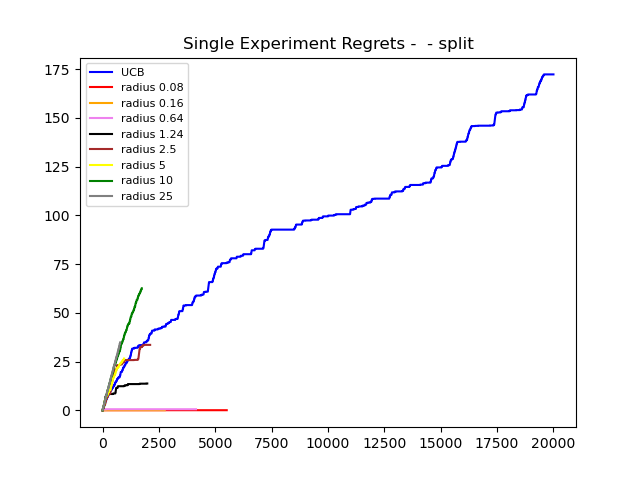 Single Experiment Regrets -  - split
UCB
radius 0.08
radius 0.16
radius 0.64
radius 1.24
radius 2.5
radius 5
radius 10
radius 25
175
150
125
100
75
50
25
0
0 2500 5000 7500 10000 12500 15000 17500 20000